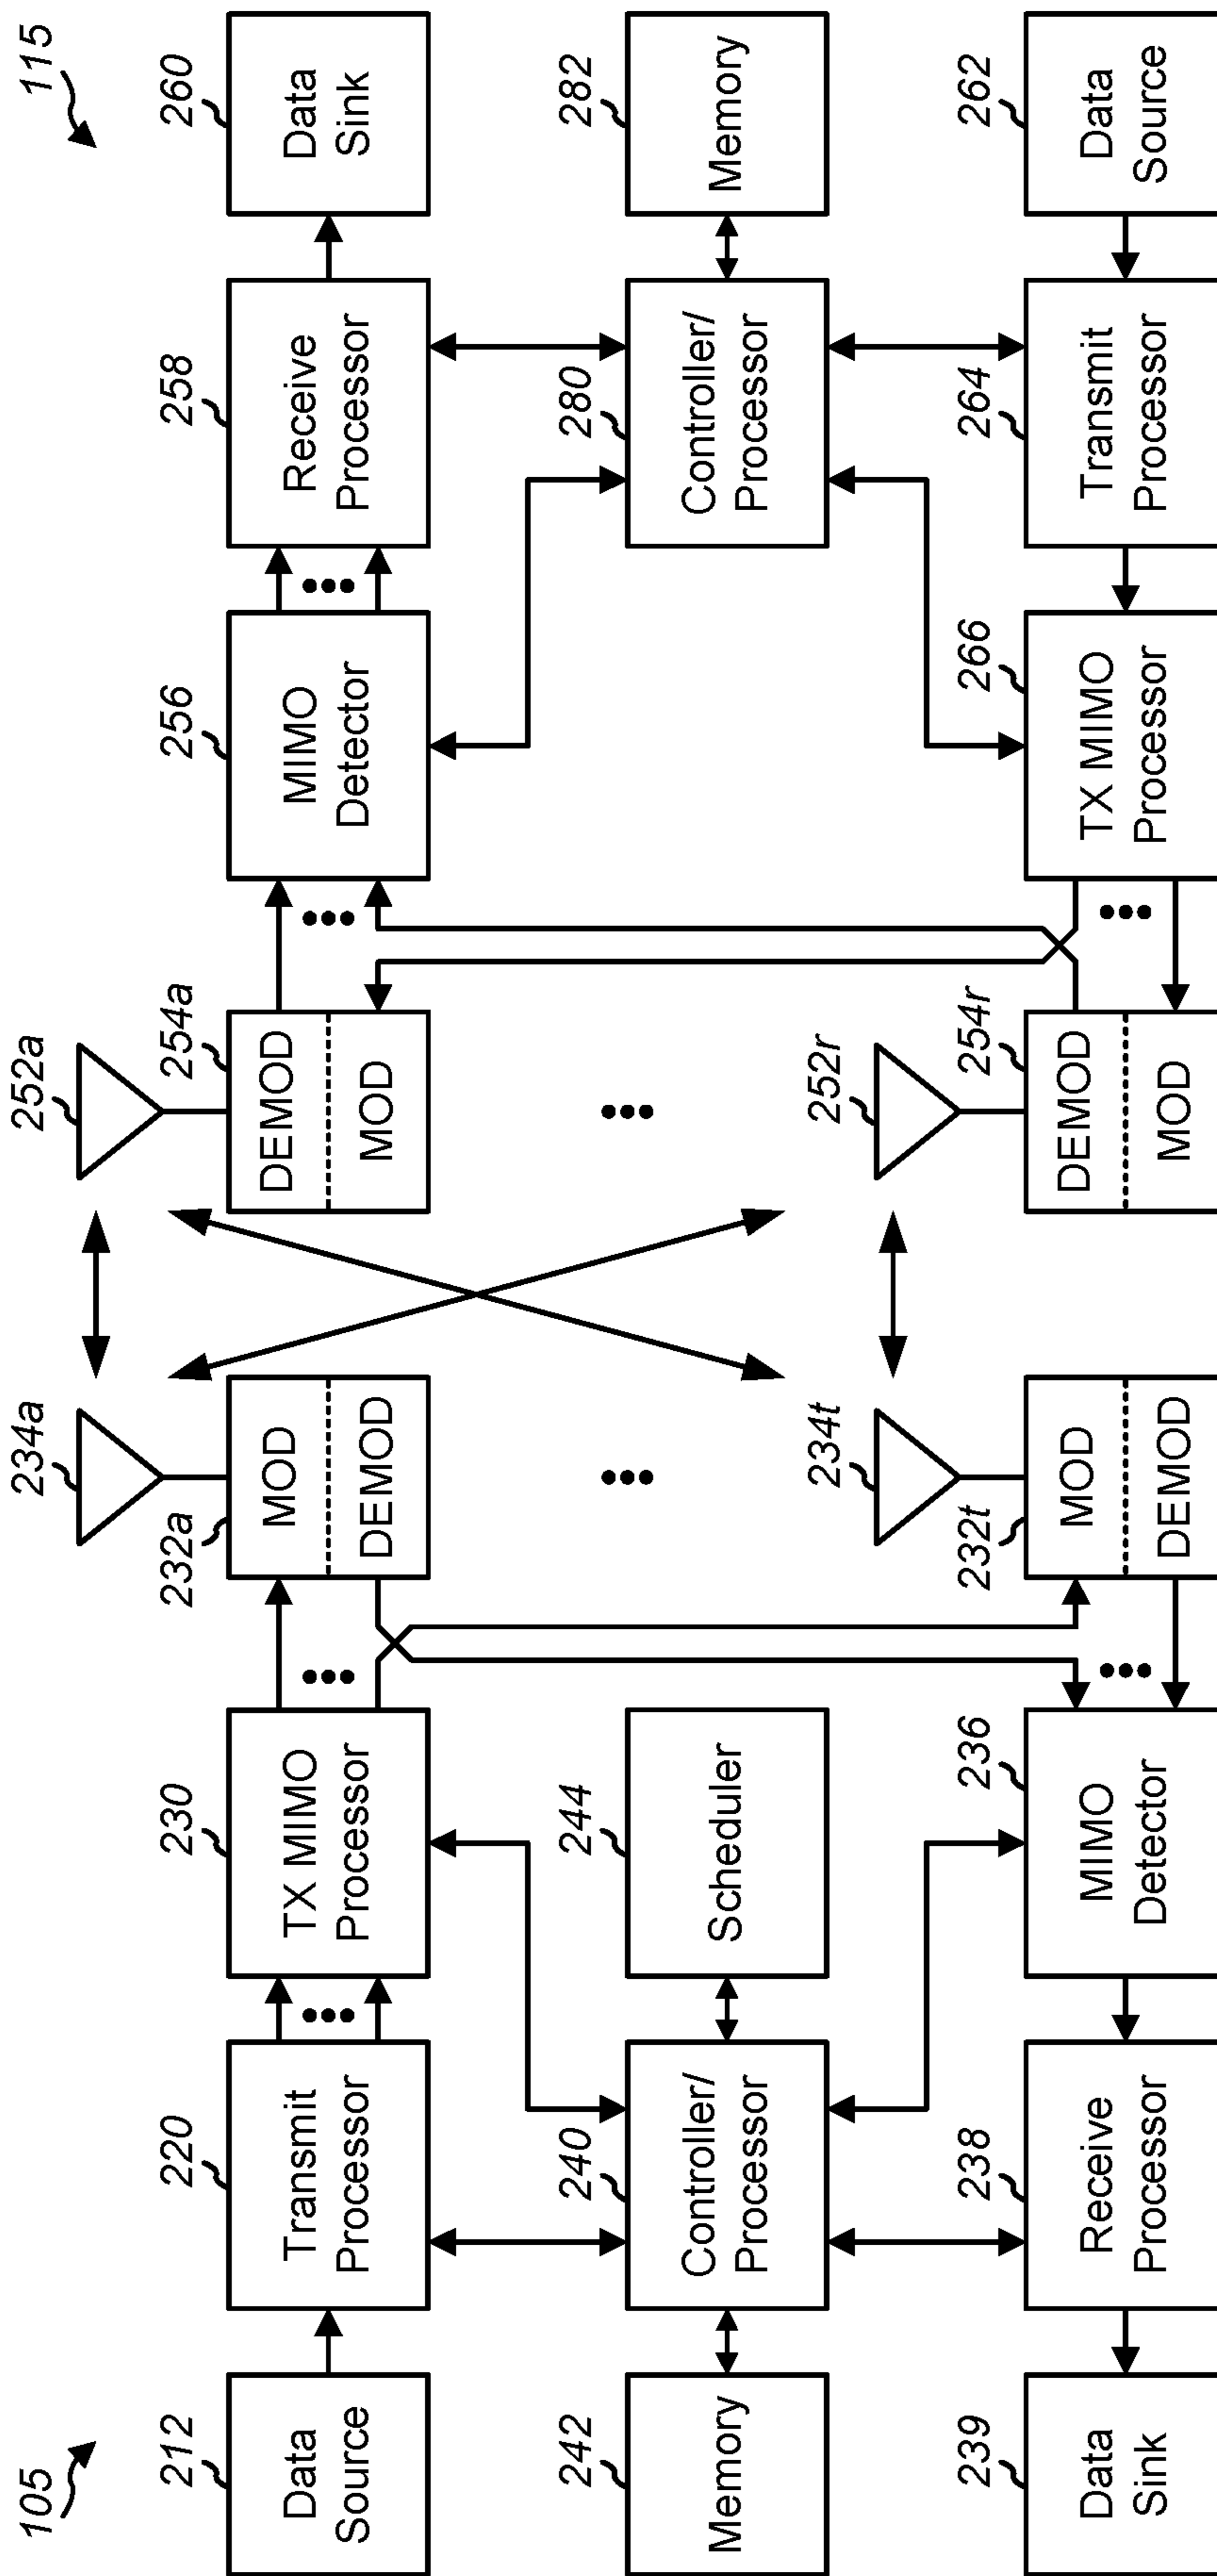 105
115
212
Data
Source
220
Transmit
Processor
230
TX MIMO
Processor
232a
MOD
DEMOD
234a
252a
254a
DEMOD
MOD
256
MIMO
Detector
258
Receive
Processor
260
Data
Sink
242
Memory
240
Controller/
Processor
244
Scheduler
280
Controller/
Processor
282
Memory
239
Data
Sink
238
Receive
Processor
236
MIMO
Detector
232t
MOD
DEMOD
234t
252r
254r
DEMOD
MOD
266
TX MIMO
Processor
264
Transmit
Processor
262
Data
Source